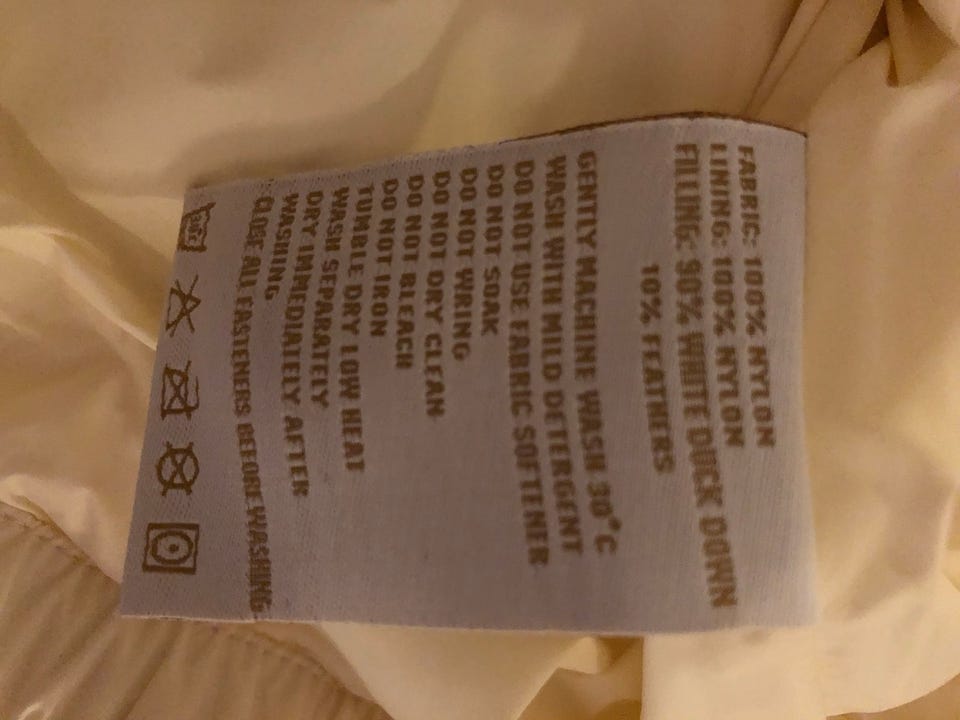 FABRIC: 100% NYLON
LINING: 100% NYLON
FILLING: 90% WHITE DUCK DOWN
10% FEATHERS
GENTLY MACHINE WASH 30°C
WASH WITH MILD DETERGENT
DO NOT USE FABRIC SOFTENER
DO NOT SOAK
DO NOT WRING
DO NOT DRY CLEAN
DO NOT BLEACH
DO NOT IRON
TUMBLE DRY LOW HEAT
WASH SEPARATELY
DRY IMMEDIATELY AFTER
WASHING
CLOSE ALL FASTENERS BEFORE WASHING